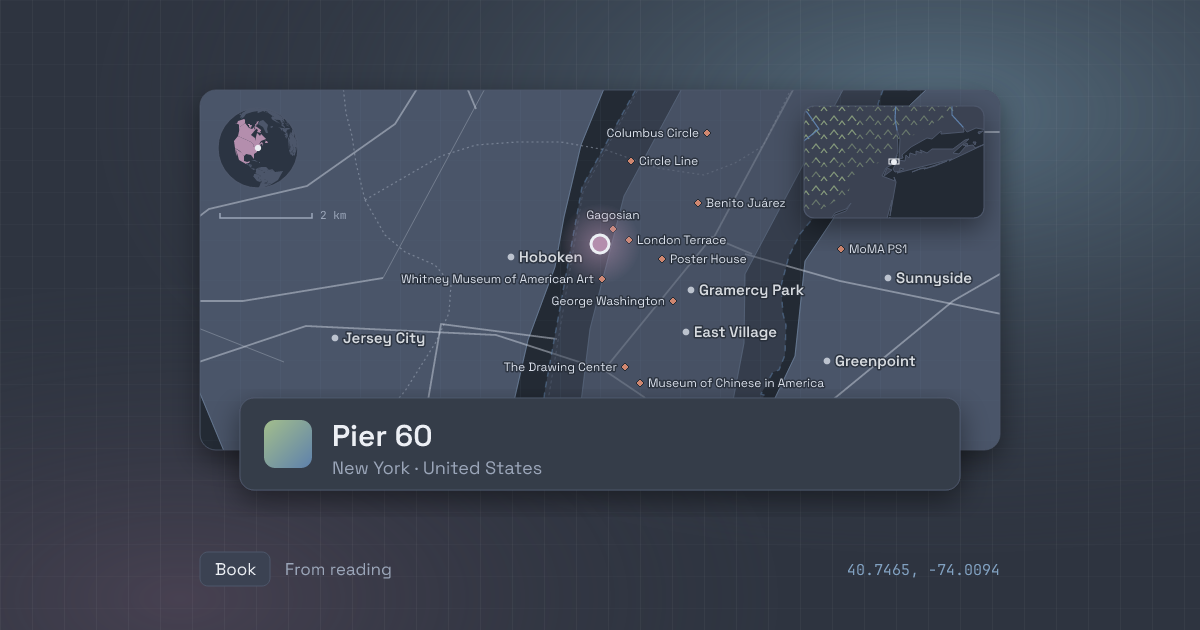 Columbus Circle
Circle Line
Benito Juárez
2 km
Gagosian
London Terrace
MoMA PS1
Hoboken
Poster House
Whitney Museum of American Art
Sunnyside
Gramercy Park
George Washington
East Village
Jersey City
Greenpoint
The Drawing Center
Museum of Chinese in America
Pier 60
New York · United States
Book
From reading
40.7465, -74.0094